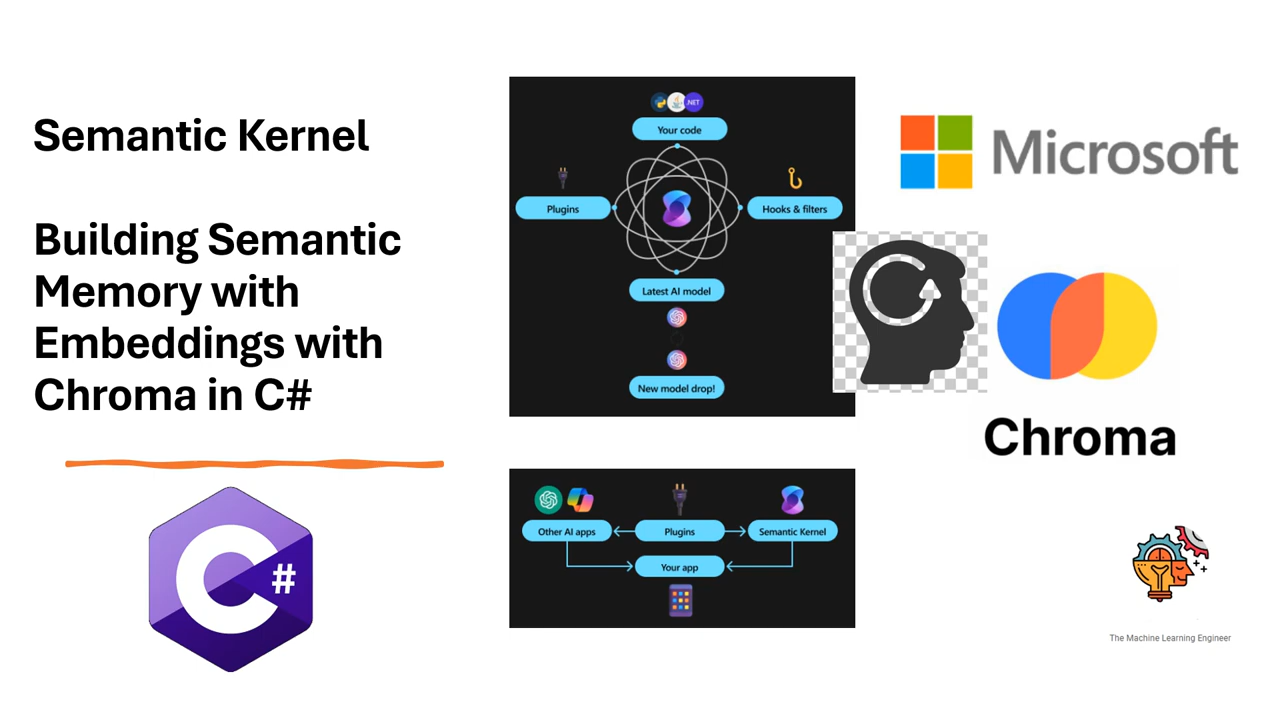 Semantic Kernel
Building Semantic
Memory with
Embeddings with
Chroma in C#
C#
.NET
Your code
Plugins
Hooks & filters
Latest AI model
New model drop!
Other AI apps
Plugins
Semantic Kernel
Your app
Microsoft
Chroma
The Machine Learning Engineer